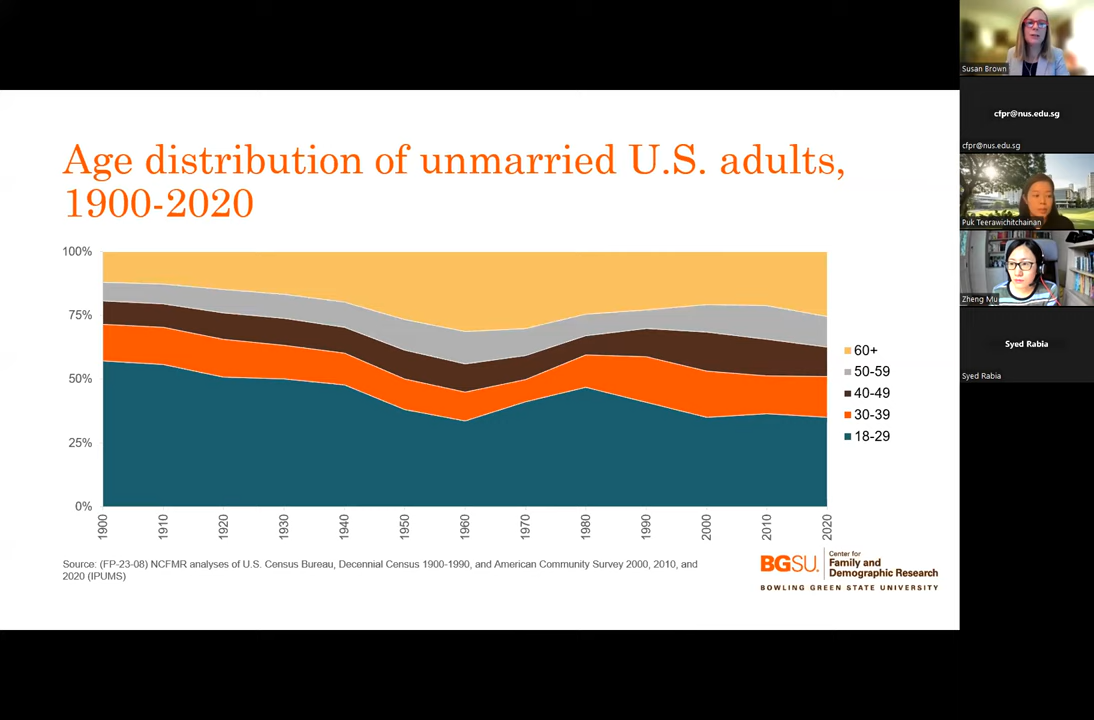 Age distribution of unmarried U.S. adults,
1900-2020
100%
75%
50%
25%
0%
1900
1910
1920
1930
1940
1950
1960
1970
1980
1990
2000
2010
2020
60+
50-59
40-49
30-39
18-29
Source: (FP-23-08) NCFMR analyses of U.S. Census Bureau, Decennial Census 1900-1990, and American Community Survey 2000, 2010, and
2020 (IPUMS)
BGSU.
Center for
Family and
Demographic Research
BOWLING GREEN STATE UNIVERSITY
Susan Brown
cfpr@nus.edu.sg
cfpr@nus.edu.sg
Puk Teerawichitchainan
Zheng Mu
Syed Rabia
Syed Rabia